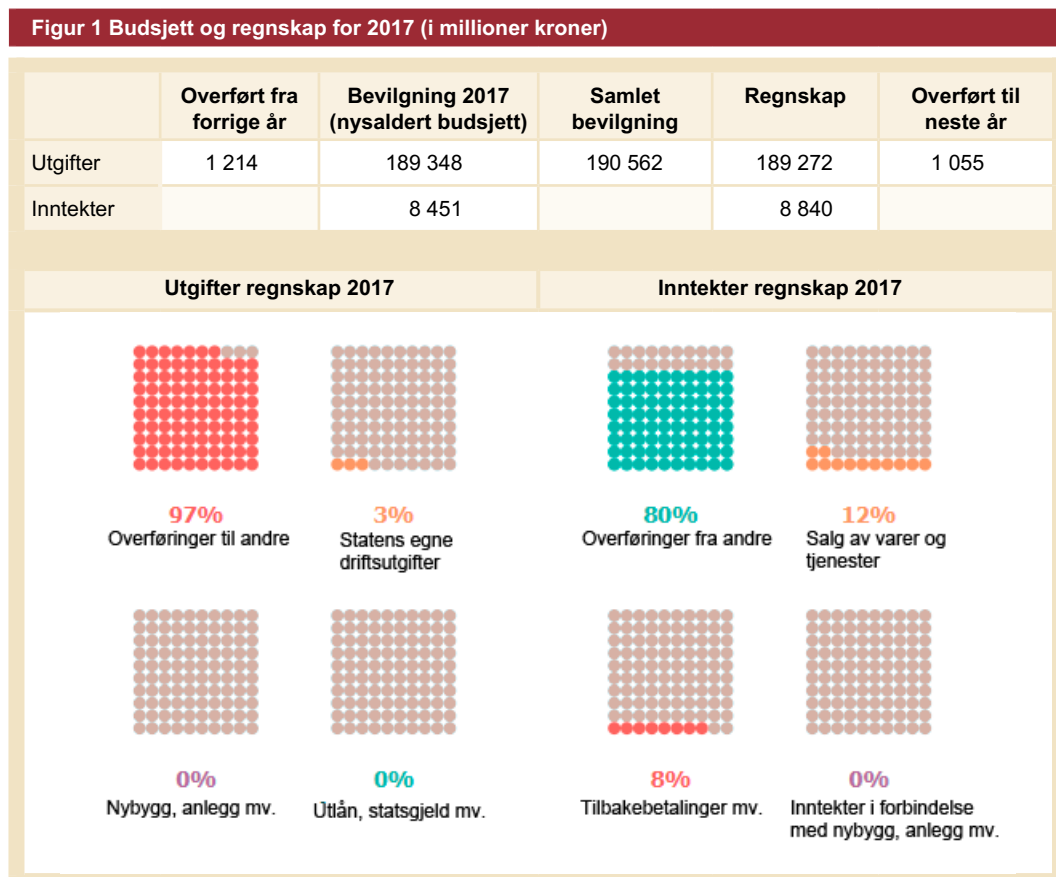 Figur 1 Budsjett og regnskap for 2017 (i millioner kroner)
Overført fra forrige år Bevilgning 2017 (nysaldert budsjett) Samlet bevilgning Regnskap Overført til neste år
Utgifter 1 214 189 348 190 562 189 272 1 055
Inntekter 8 451 8 840
Utgifter regnskap 2017 Inntekter regnskap 2017
97% 3% 80% 12%
Overføringer til andre Statens egne driftsutgifter Overføringer fra andre Salg av varer og tjenester
0% 0% 8% 0%
Nybygg, anlegg mv. Utlån, statsgjeld mv. Tilbakebetalinger mv. Inntekter i forbindelse med nybygg, anlegg mv.